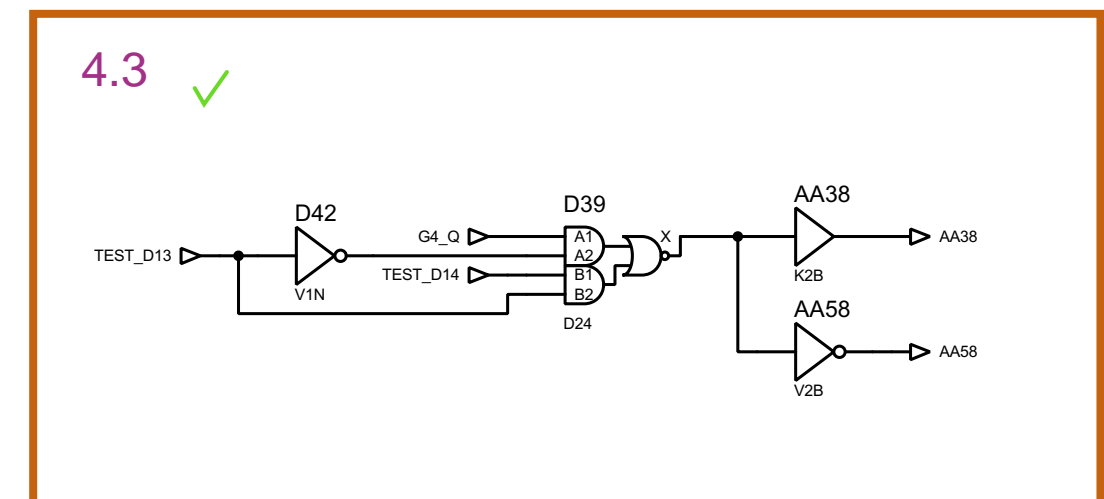 4.3
D42
TEST_D13
V1N
D39
G4_Q
A1
A2
X
TEST_D14
B1
B2
D24
AA38
AA38
K2B
AA58
AA58
V2B